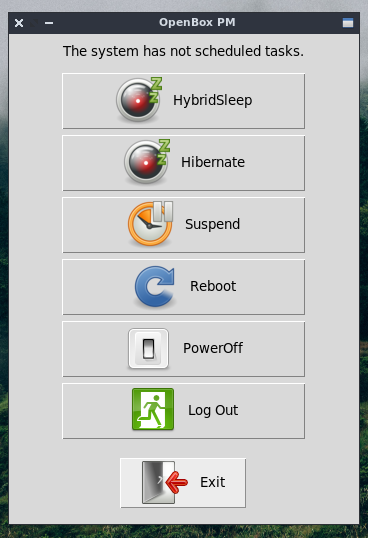 OpenBox PM
The system has not scheduled tasks.
HybridSleep
Hibernate
Suspend
Reboot
PowerOff
Log Out
Exit